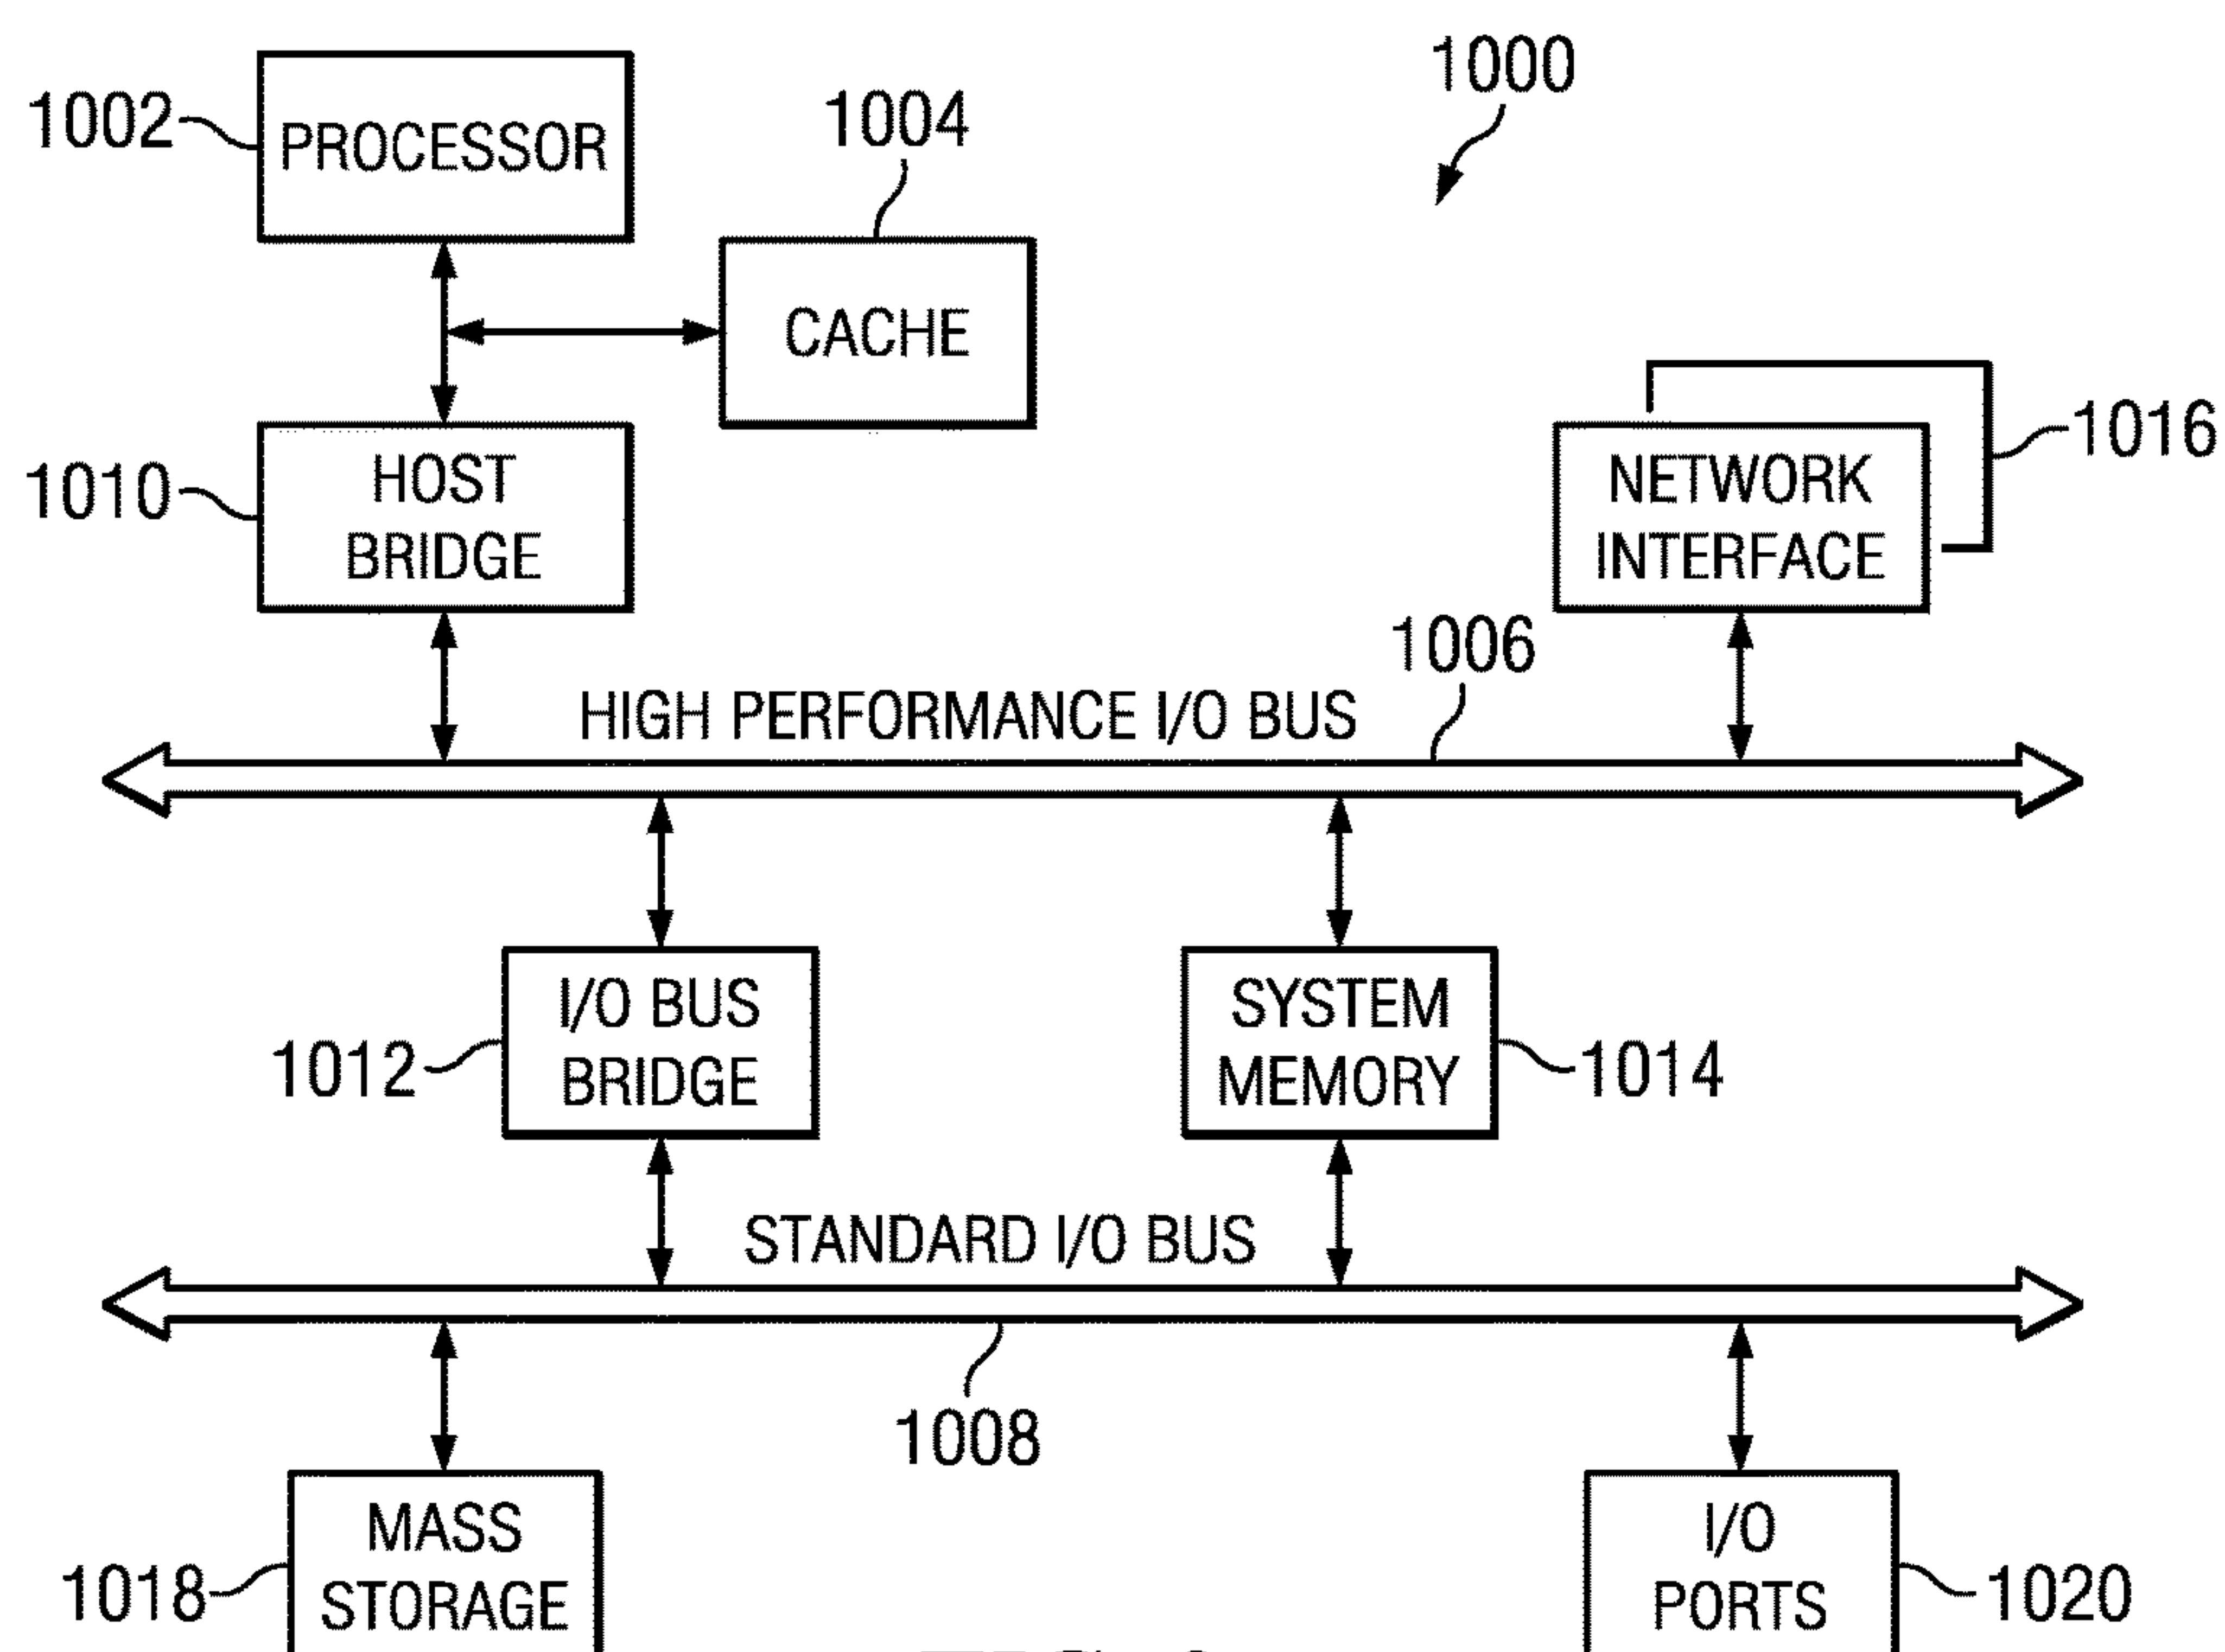 1000
1002
PROCESSOR
1004
CACHE
1010
HOST
BRIDGE
1016
NETWORK
INTERFACE
1006
HIGH PERFORMANCE I/O BUS
1012
I/O BUS
BRIDGE
SYSTEM
MEMORY
1014
STANDARD I/O BUS
1008
1018
MASS
STORAGE
I/O
PORTS
1020